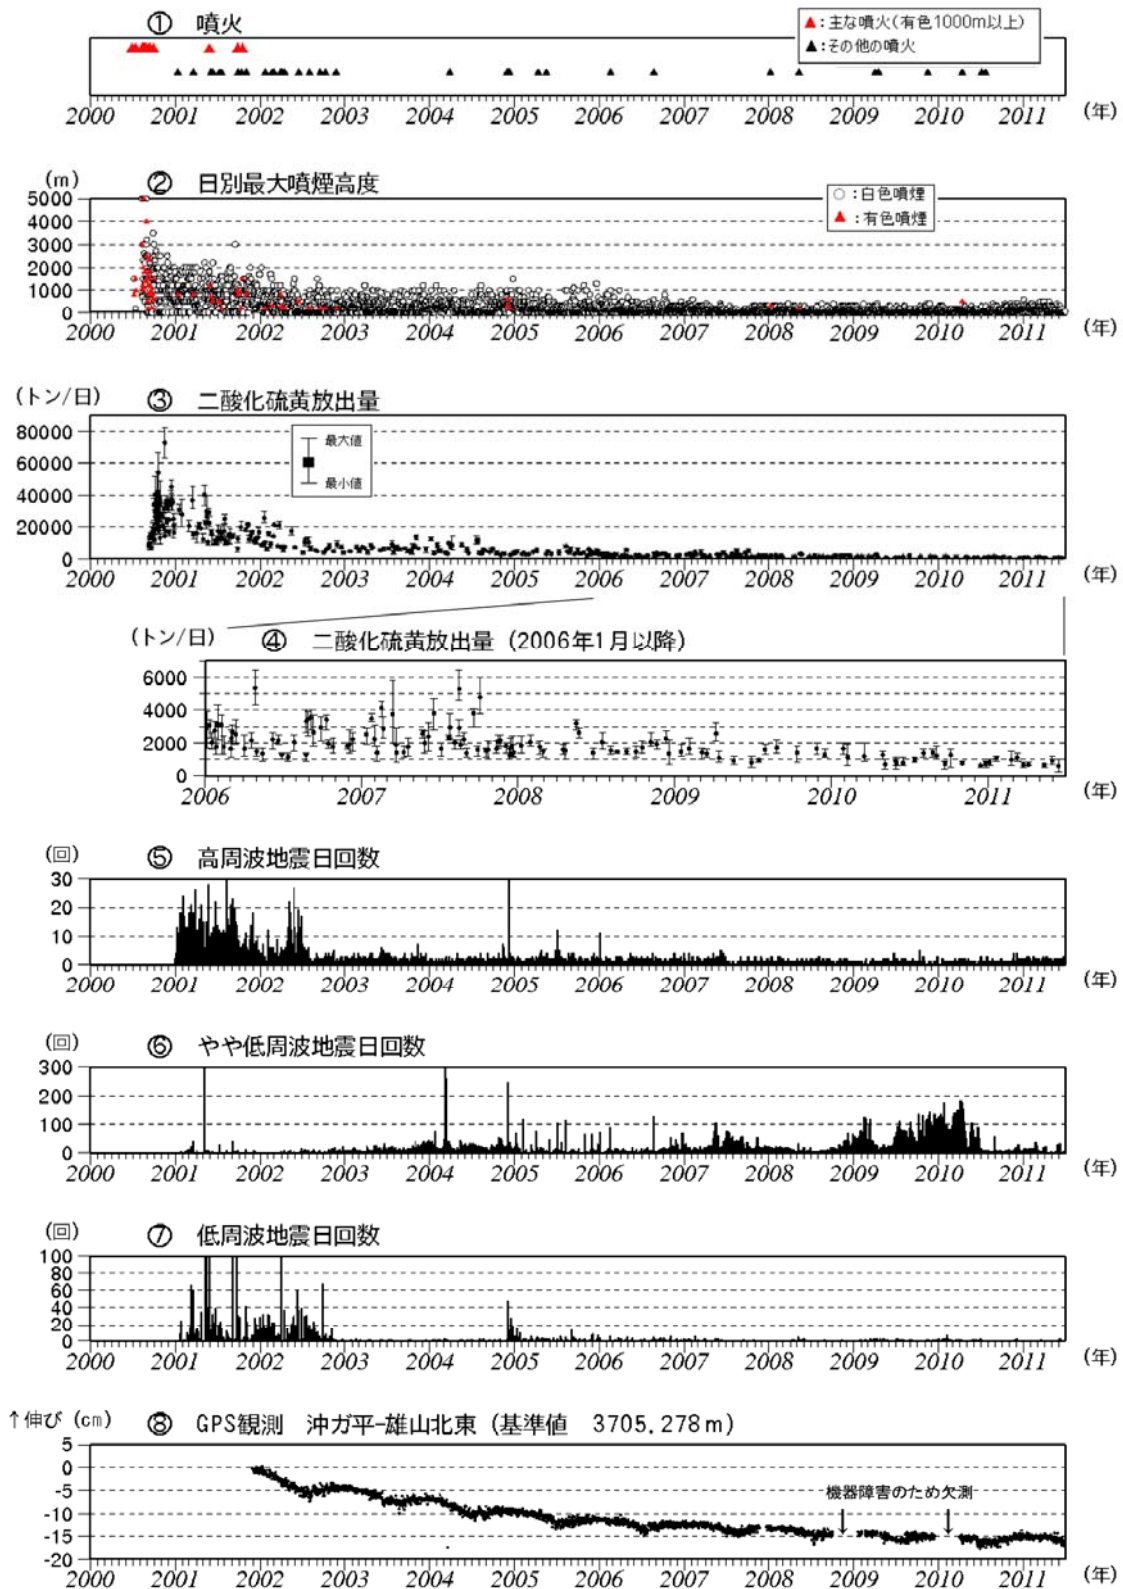 ① 噴火
▲:主な噴火(有色1000m以上)
▲:その他の噴火
2000 2001 2002 2003 2004 2005 2006 2007 2008 2009 2010 2011 (年)
(m) ② 日別最大噴煙高度
○:白色噴煙
▲:有色噴煙
5000
4000
3000
2000
1000
0
2000 2001 2002 2003 2004 2005 2006 2007 2008 2009 2010 2011 (年)
(トン/日) ③ 二酸化硫黄放出量
最大値
最小値
80000
60000
40000
20000
0
2000 2001 2002 2003 2004 2005 2006 2007 2008 2009 2010 2011 (年)
(トン/日) ④ 二酸化硫黄放出量 (2006年1月以降)
6000
4000
2000
0
2006 2007 2008 2009 2010 2011 (年)
(回) ⑤ 高周波地震日回数
30
20
10
0
2000 2001 2002 2003 2004 2005 2006 2007 2008 2009 2010 2011 (年)
(回) ⑥ やや低周波地震日回数
300
200
100
0
2000 2001 2002 2003 2004 2005 2006 2007 2008 2009 2010 2011 (年)
(回) ⑦ 低周波地震日回数
100
80
60
40
20
0
2000 2001 2002 2003 2004 2005 2006 2007 2008 2009 2010 2011 (年)
↑伸び (cm) ⑧ GPS観測 沖ガ平-雄山北東 (基準値 3705.278m)
5
0
-5
-10
-15
-20
機器障害のため欠測
2000 2001 2002 2003 2004 2005 2006 2007 2008 2009 2010 2011 (年)